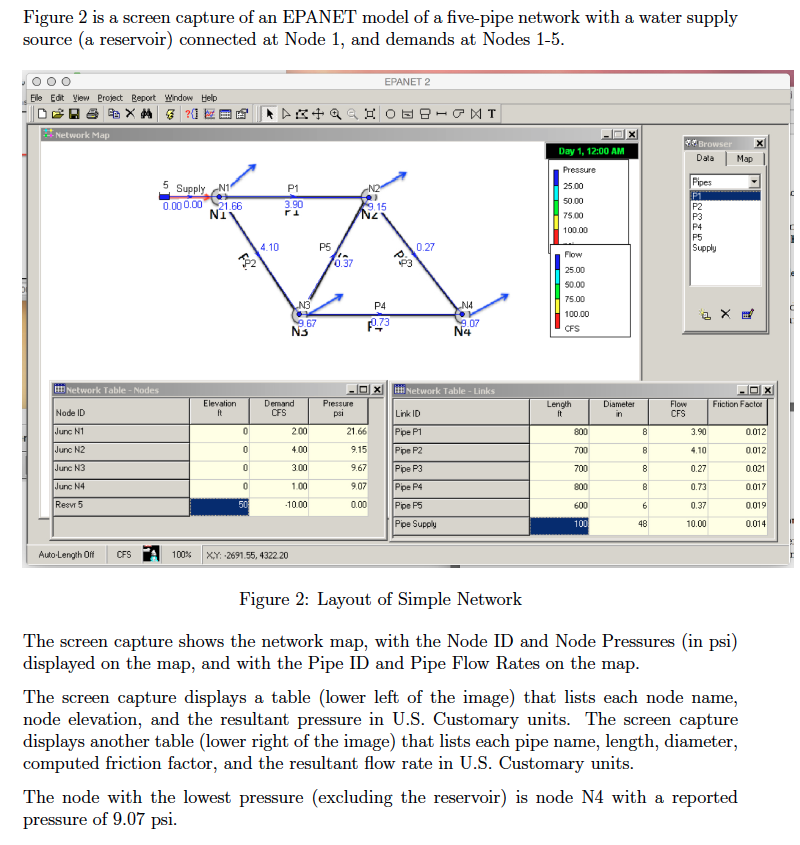 Figure 2 is a screen capture of an EPANET model of a five-pipe network with a water supply
source (a reservoir) connected at Node 1, and demands at Nodes 1-5.
EPANET 2
File Edit View Project Report Window Help
Network Map
Day 1, 12:00 AM
Pressure
25.00
50.00
75.00
100.00
Flow
25.00
50.00
75.00
100.00
CFS
Browser
Data Map
Pipes
P1
P2
P3
P4
P5
Supply
5 Supply N1 P1 N2
0.00 0.00 21.66 3.90 9.15
N1 P1 N2
4.10 P5 0.27
P2 0.37 P3
N3 P4 N4
9.67 0.73 9.07
N3 P4 N4
Network Table - Nodes
Node ID Elevation ft Demand CFS Pressure psi
Junc N1 0 2.00 21.66
Junc N2 0 4.00 9.15
Junc N3 0 3.00 9.67
Junc N4 0 1.00 9.07
Resvr 5 50 -10.00 0.00
Network Table - Links
Link ID Length ft Diameter in Flow CFS Friction Factor
Pipe P1 800 8 3.90 0.012
Pipe P2 700 8 4.10 0.012
Pipe P3 700 8 0.27 0.021
Pipe P4 800 8 0.73 0.017
Pipe P5 600 6 0.37 0.019
Pipe Supply 100 48 10.00 0.014
Auto-Length Off CFS 100% X,Y: -2691.55, 4322.20
Figure 2: Layout of Simple Network
The screen capture shows the network map, with the Node ID and Node Pressures (in psi)
displayed on the map, and with the Pipe ID and Pipe Flow Rates on the map.
The screen capture displays a table (lower left of the image) that lists each node name,
node elevation, and the resultant pressure in U.S. Customary units. The screen capture
displays another table (lower right of the image) that lists each pipe name, length, diameter,
computed friction factor, and the resultant flow rate in U.S. Customary units.
The node with the lowest pressure (excluding the reservoir) is node N4 with a reported
pressure of 9.07 psi.